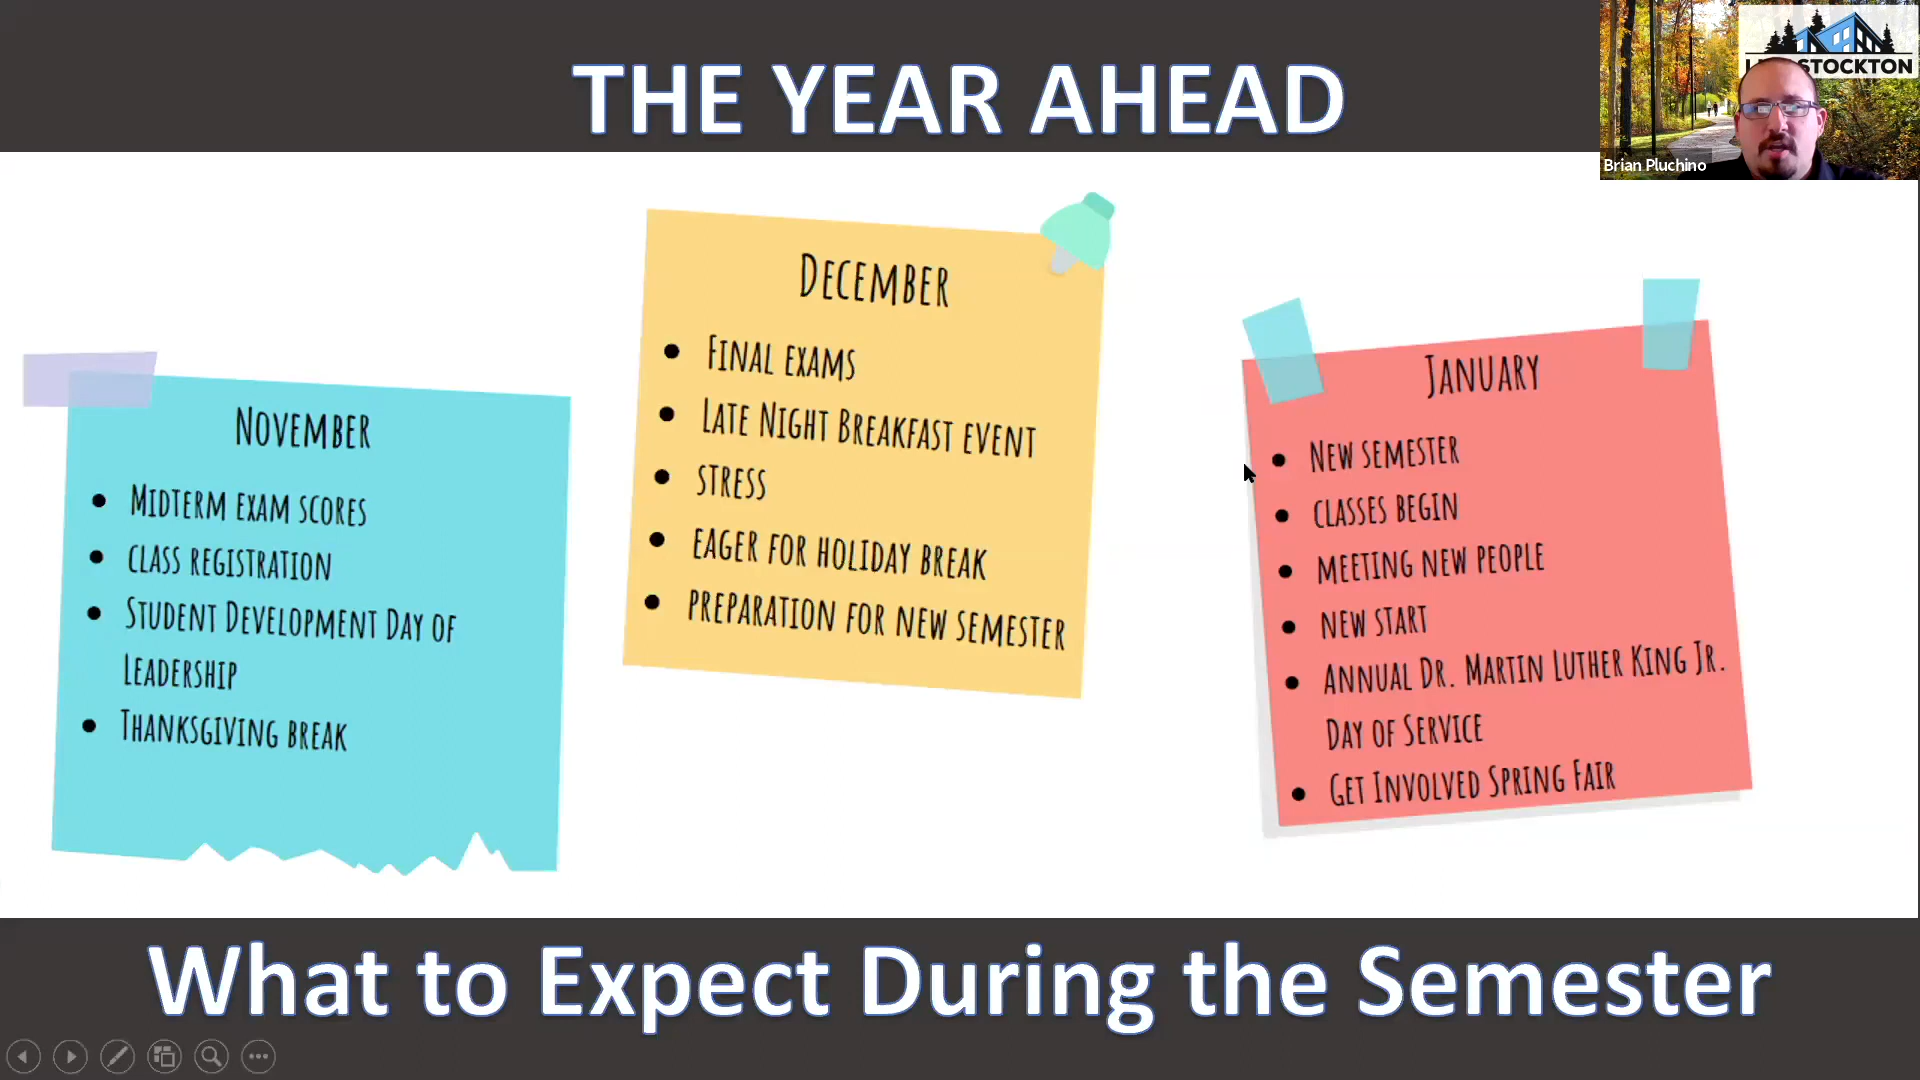 THE YEAR AHEAD
STOCKTON
Brian Pluchino
November
Midterm exam scores
class registration
Student Development Day of
Leadership
Thanksgiving break
December
Final exams
Late Night Breakfast event
stress
eager for holiday break
preparation for new semester
January
New semester
classes begin
meeting new people
new start
Annual Dr. Martin Luther King Jr.
Day of Service
Get Involved Spring Fair
What to Expect During the Semester